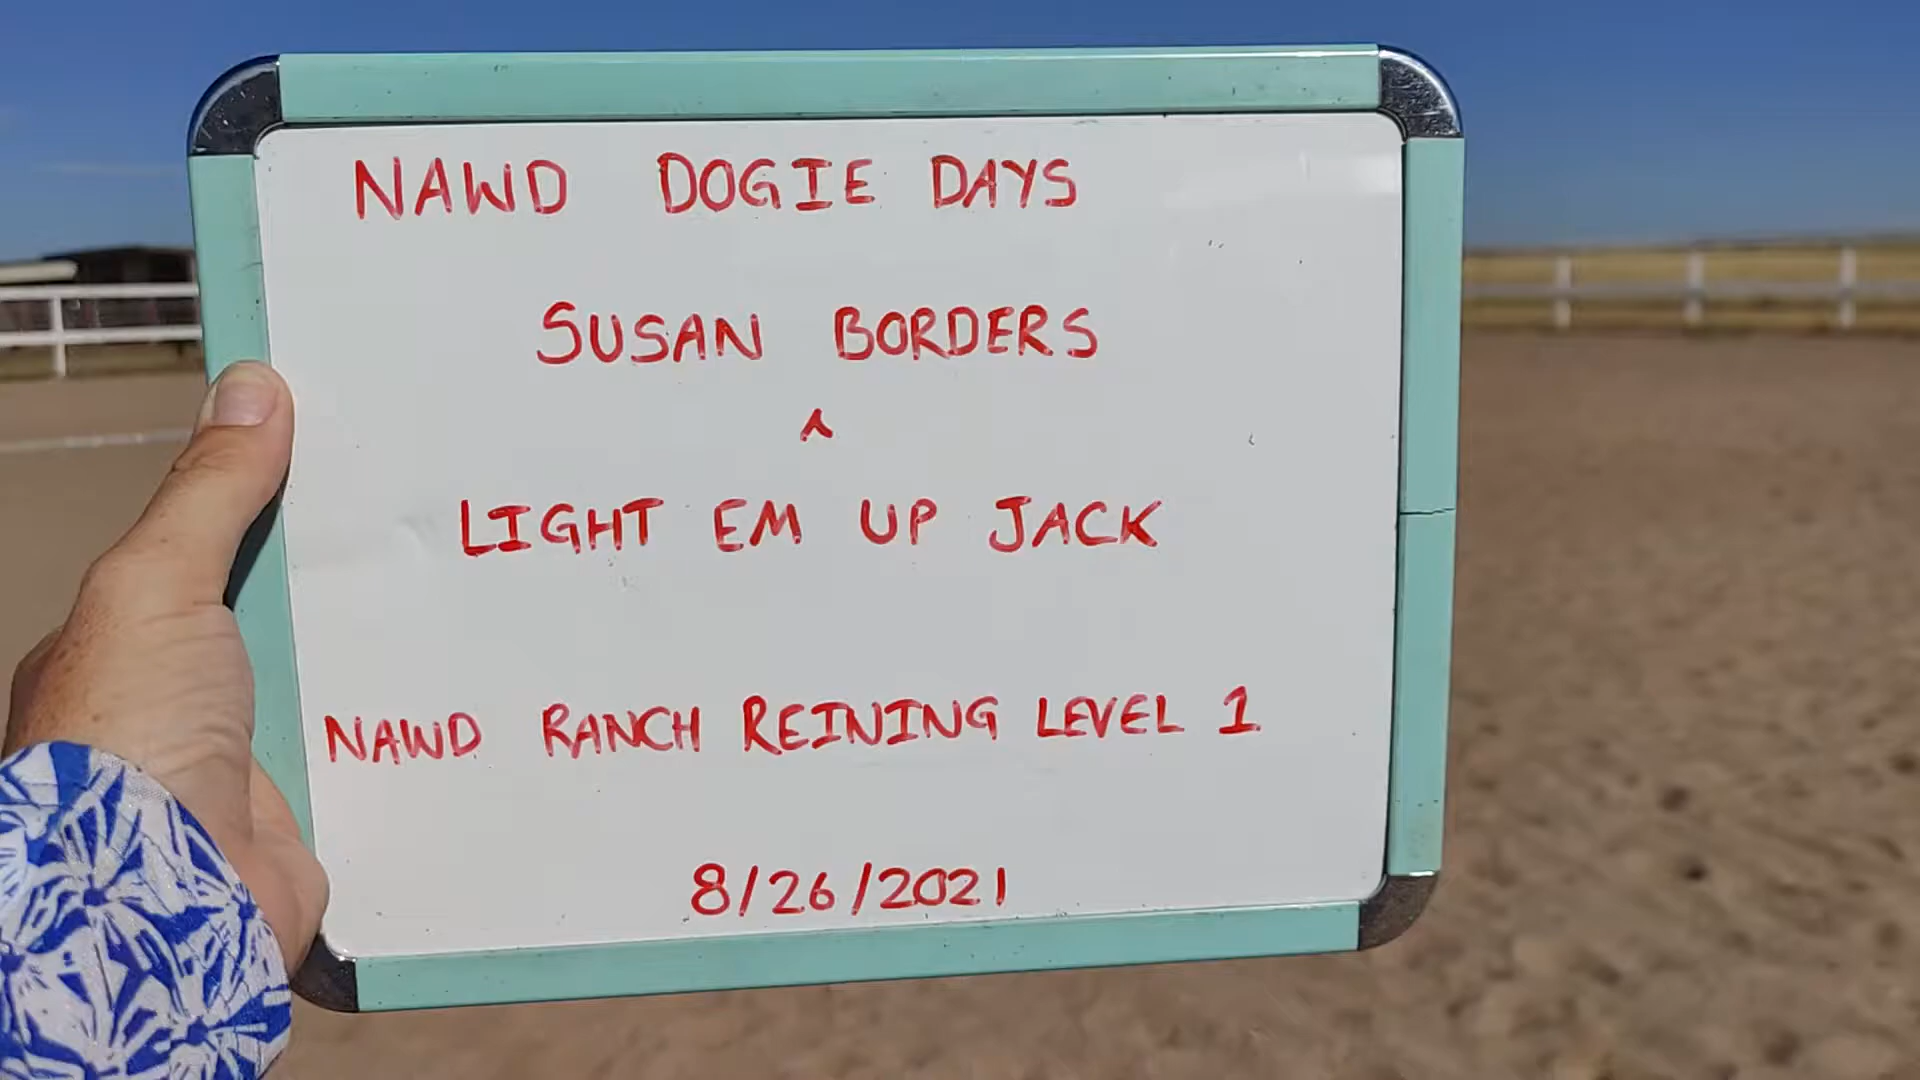 NAWD DOGIE DAYS
SUSAN BORDERS
LIGHT EM UP JACK
NAWD RANCH REINING LEVEL 1
8/26/2021